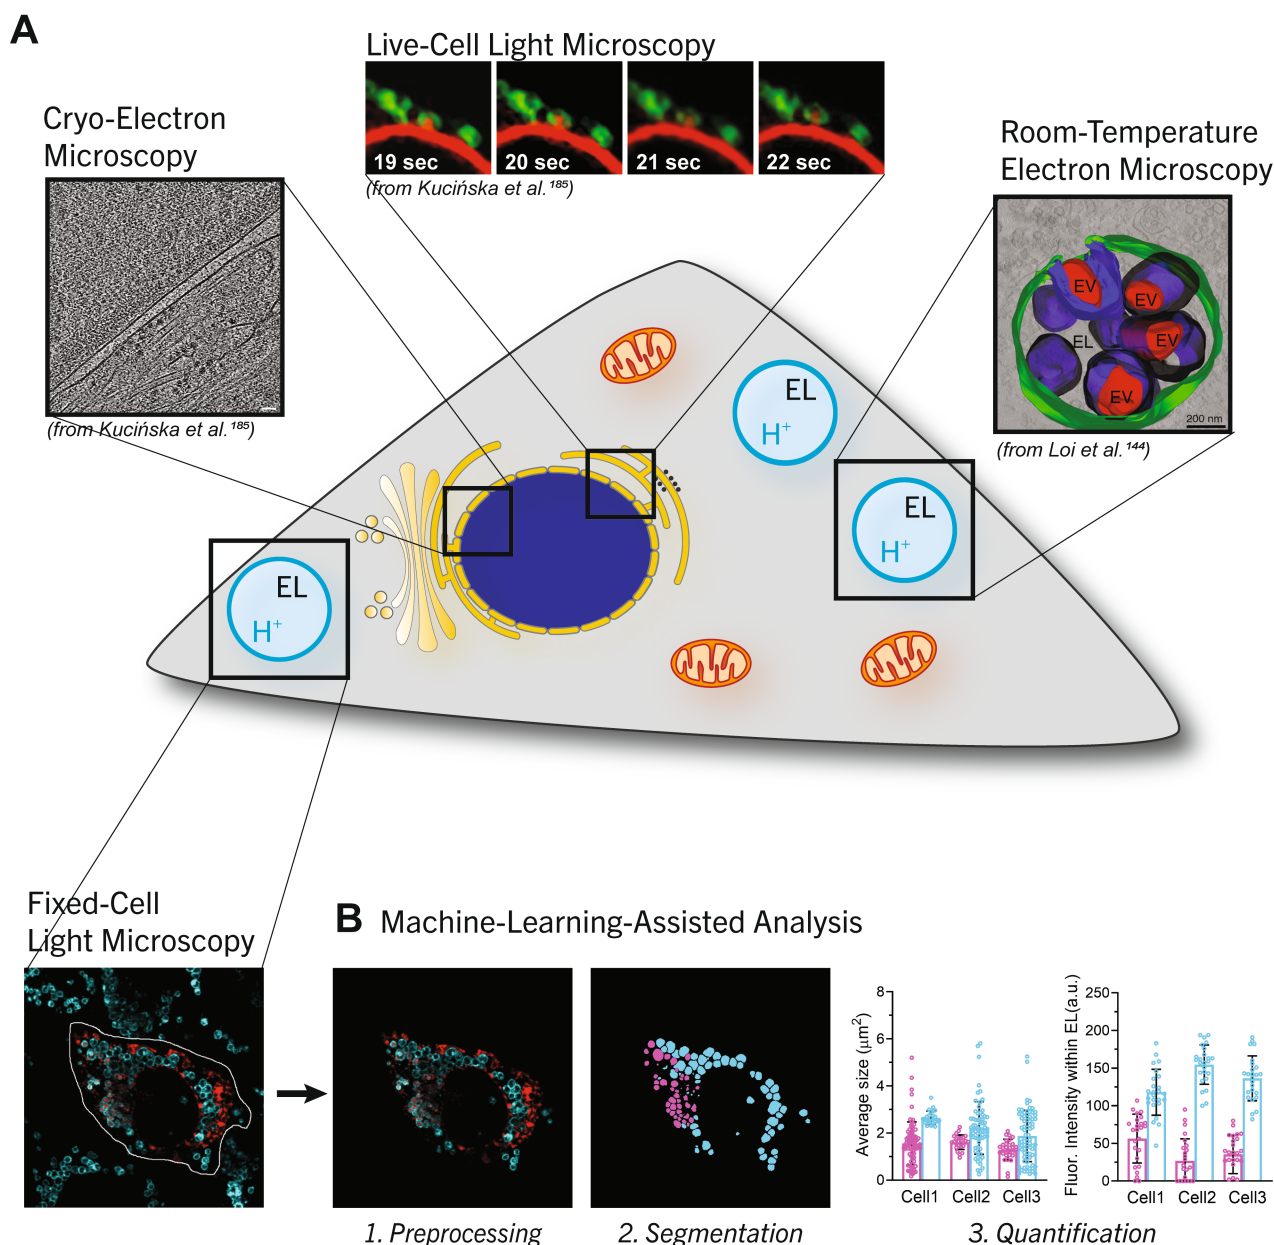 A
Live-Cell Light Microscopy
19 sec
20 sec
21 sec
22 sec
(from Kucińska et al.¹⁸⁵)
Cryo-Electron
Microscopy
(from Kucińska et al.¹⁸⁵)
Room-Temperature
Electron Microscopy
EV
EV
EL
EV
EV
200 nm
(from Loi et al.¹⁴⁴)
EL
H⁺
EL
H⁺
EL
H⁺
Fixed-Cell
Light Microscopy
B Machine-Learning-Assisted Analysis
Average size (μm²)
8
6
4
2
0
Cell1 Cell2 Cell3
Fluor. Intensity within EL(a.u.)
250
200
150
100
50
0
Cell1 Cell2 Cell3
1. Preprocessing
2. Segmentation
3. Quantification